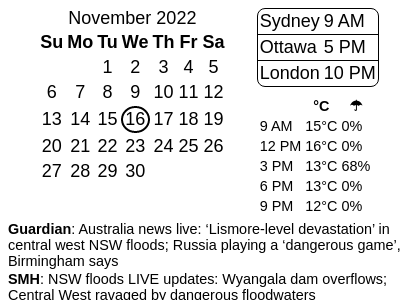 November 2022
Su Mo Tu We Th Fr Sa
1 2 3 4 5
6 7 8 9 10 11 12
13 14 15 16 17 18 19
20 21 22 23 24 25 26
27 28 29 30
Sydney 9 AM
Ottawa 5 PM
London 10 PM
°C ☂
9 AM 15°C 0%
12 PM 16°C 0%
3 PM 13°C 68%
6 PM 13°C 0%
9 PM 12°C 0%
Guardian: Australia news live: ‘Lismore-level devastation’ in
central west NSW floods; Russia playing a ‘dangerous game’,
Birmingham says
SMH: NSW floods LIVE updates: Wyangala dam overflows;
Central West ravaged by dangerous floodwaters